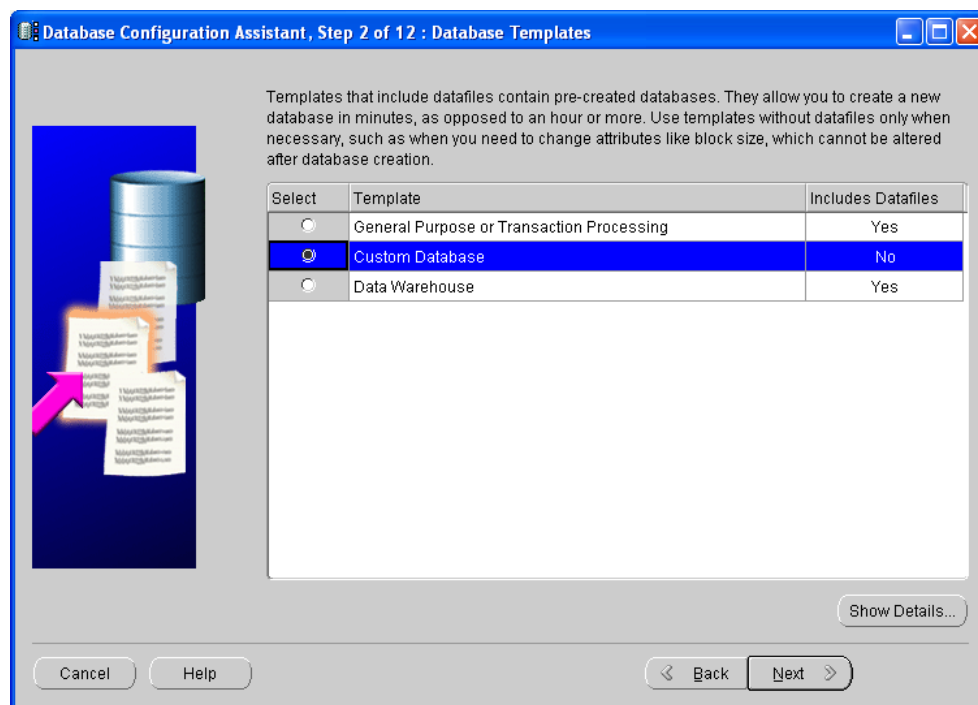 Database Configuration Assistant, Step 2 of 12 : Database Templates
Templates that include datafiles contain pre-created databases. They allow you to create a new
database in minutes, as opposed to an hour or more. Use templates without datafiles only when
necessary, such as when you need to change attributes like block size, which cannot be altered
after database creation.
Select Template Includes Datafiles
General Purpose or Transaction Processing Yes
Custom Database No
Data Warehouse Yes
Show Details...
Cancel Help Back Next